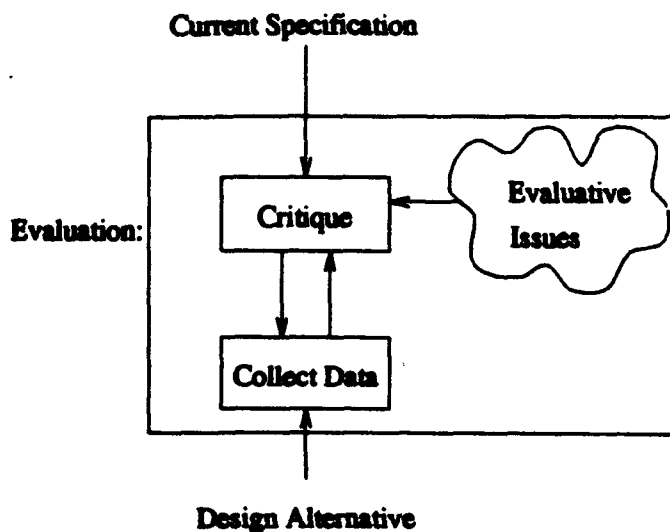 Current Specification
Evaluative
Critique
Issues
Evaluation:
Collect Data
Design Alternative